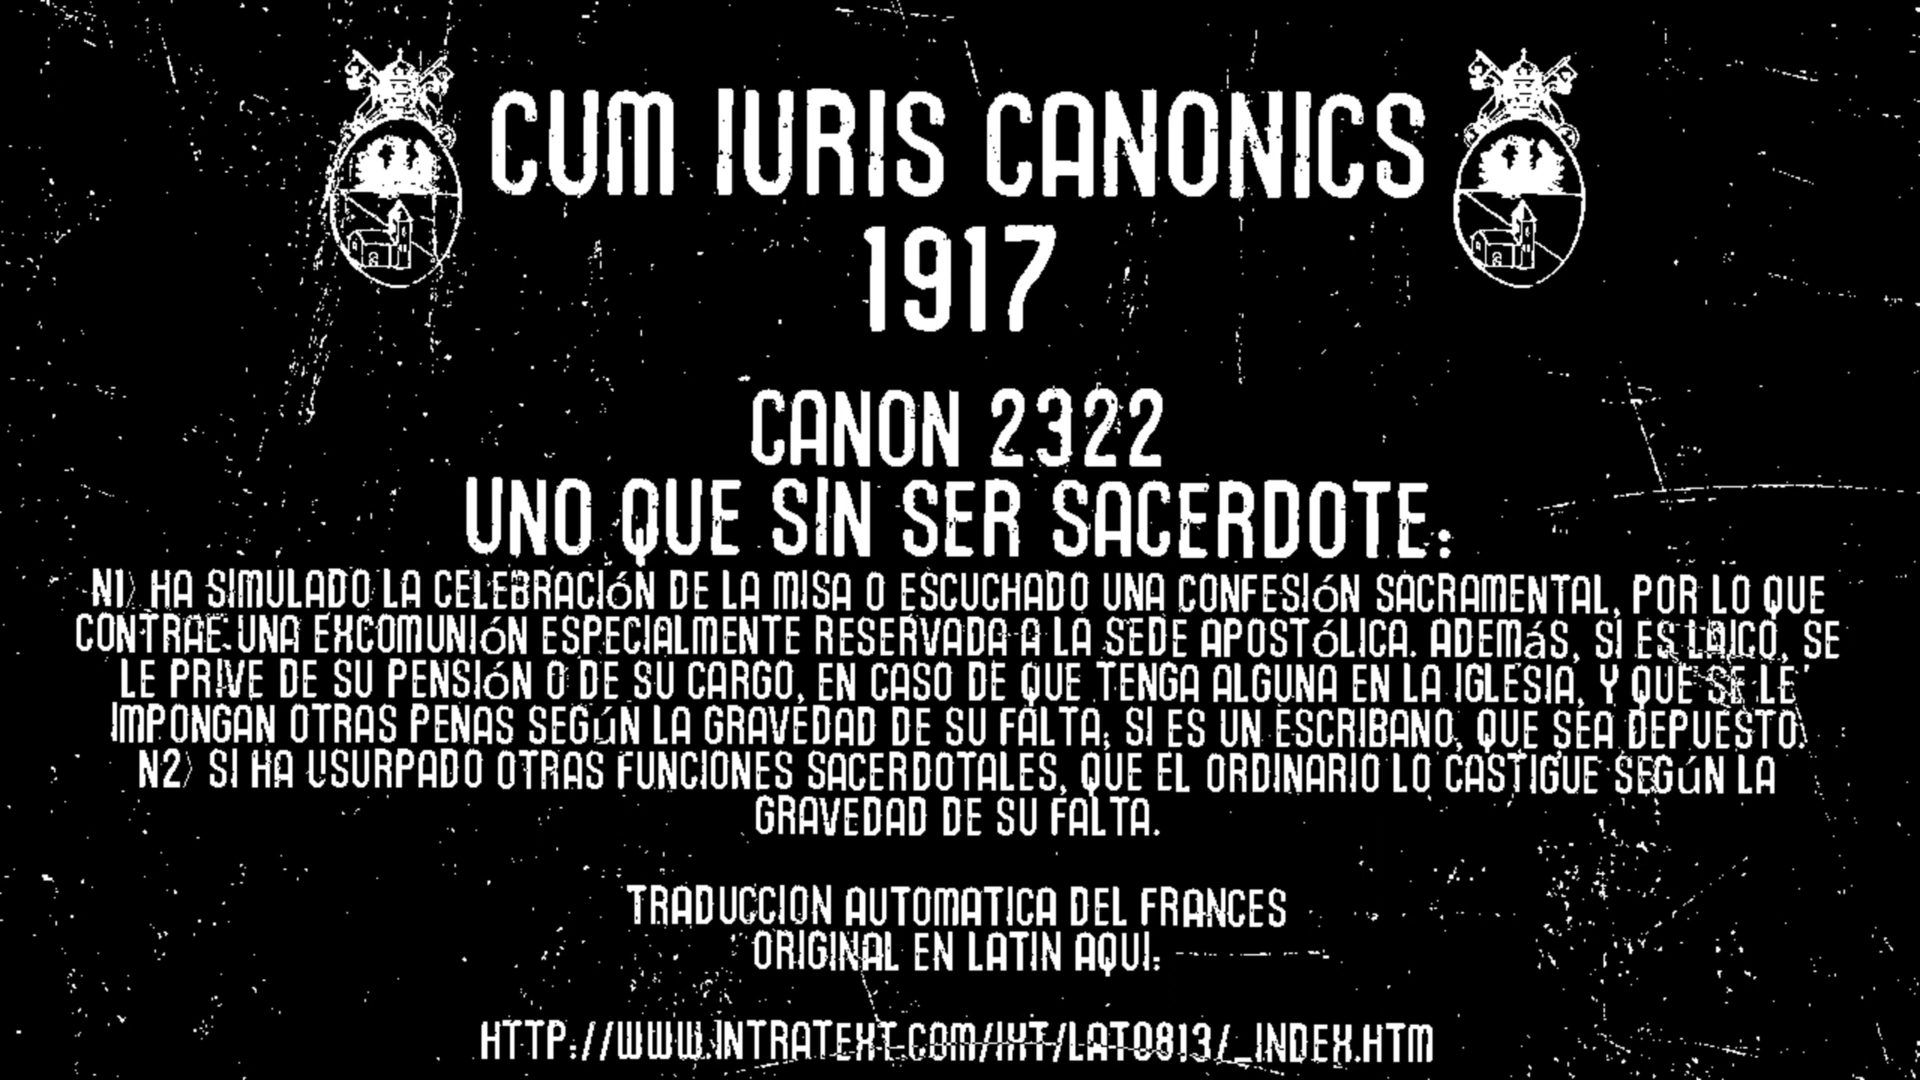 CUM IURIS CANONICS
1917
CANON 2322
UNO QUE SIN SER SACERDOTE:
N1) HA SIMULADO LA CELEBRACIÓN DE LA MISA O ESCUCHADO UNA CONFESIÓN SACRAMENTAL, POR LO QUE
CONTRAE UNA EXCOMUNIÓN ESPECIALMENTE RESERVADA A LA SEDE APOSTÓLICA. ADEMÁS, SI ES LAICO, SE
LE PRIVE DE SU PENSIÓN O DE SU CARGO, EN CASO DE QUE TENGA ALGUNA EN LA IGLESIA, Y QUE SE LE
IMPONGAN OTRAS PENAS SEGÚN LA GRAVEDAD DE SU FALTA; SI ES UN ESCRIBANO, QUE SEA DEPUESTO.
N2) SI HA USURPADO OTRAS FUNCIONES SACERDOTALES, QUE EL ORDINARIO LO CASTIGUE SEGÚN LA
GRAVEDAD DE SU FALTA.
TRADUCCION AUTOMATICA DEL FRANCES
ORIGINAL EN LATIN AQUI:
HTTP://WWW.INTRATEXT.COM/IXT/LAT0813/_INDEX.HTM